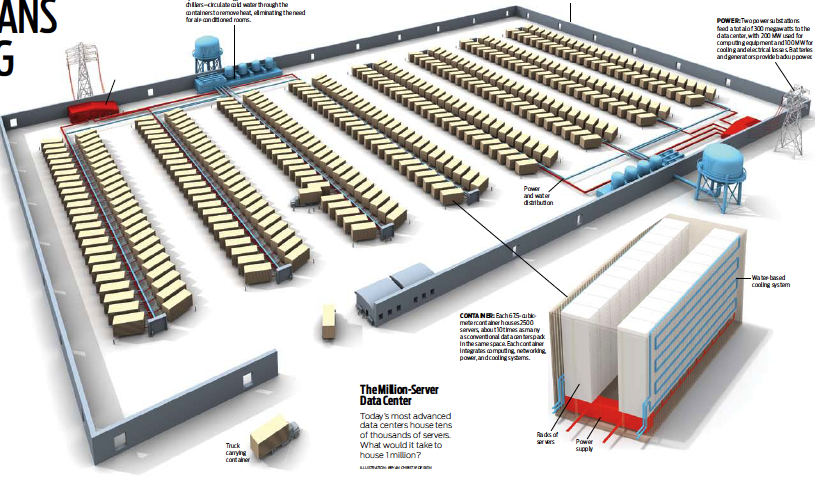 ANS
G
chillers—circulate cold water through the
containers to remove heat, eliminating the need
for air-conditioned rooms.
POWER: Two power substations
feed a total of 300 megawatts to the
data center, with 200 MW used for
computing equipment and 100 MW for
cooling and electrical losses. Batteries
and generators provide backup power.
Power
and water
distribution
Water-based
cooling system
CONTAINER: Each 67.5-cubic-
meter container houses 2500
servers, about 10 times as many
as conventional data centers pack
in the same space. Each container
integrates computing, networking,
power, and cooling systems.
The Million-Server
Data Center
Today's most advanced
data centers house tens
of thousands of servers.
What would it take to
house 1 million?
ILLUSTRATION: BRYAN CHRISTIE DESIGN
Racks of
servers
Power
supply
Truck
carrying
container